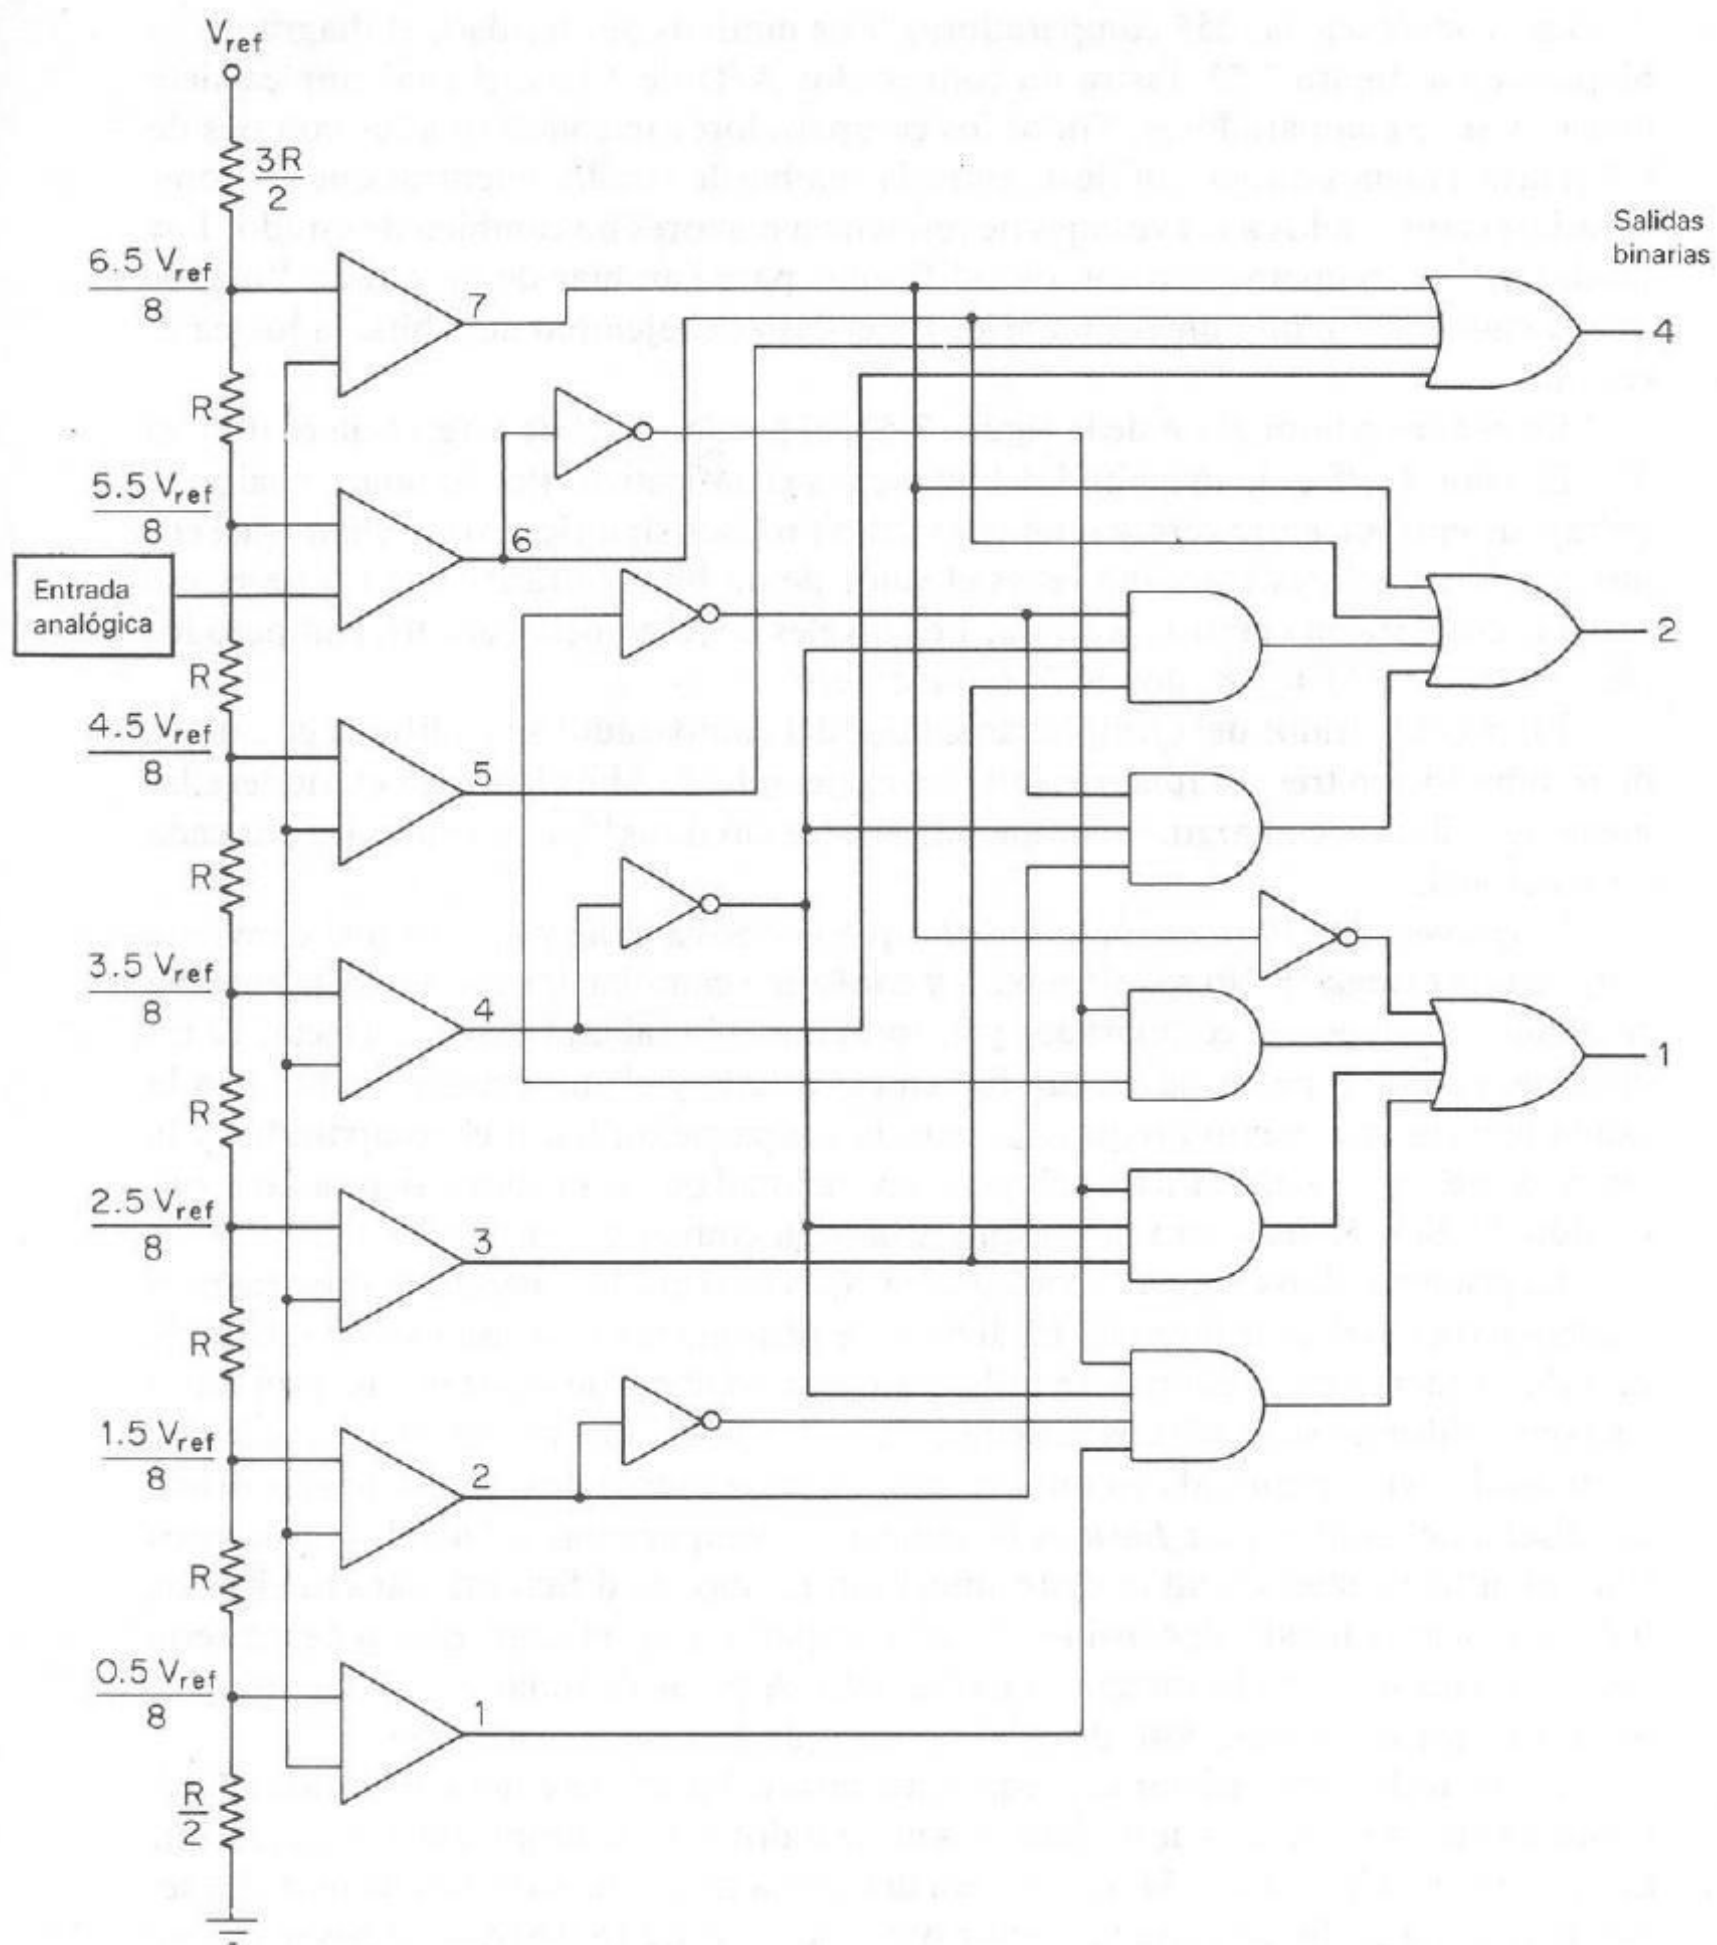 Vref
3R
2
Salidas
binarias
6.5 Vref
8
7
4
R
5.5 Vref
8
6
Entrada
analógica
2
R
4.5 Vref
8
5
R
3.5 Vref
8
4
1
R
2.5 Vref
8
3
R
1.5 Vref
8
2
R
0.5 Vref
8
1
R
2